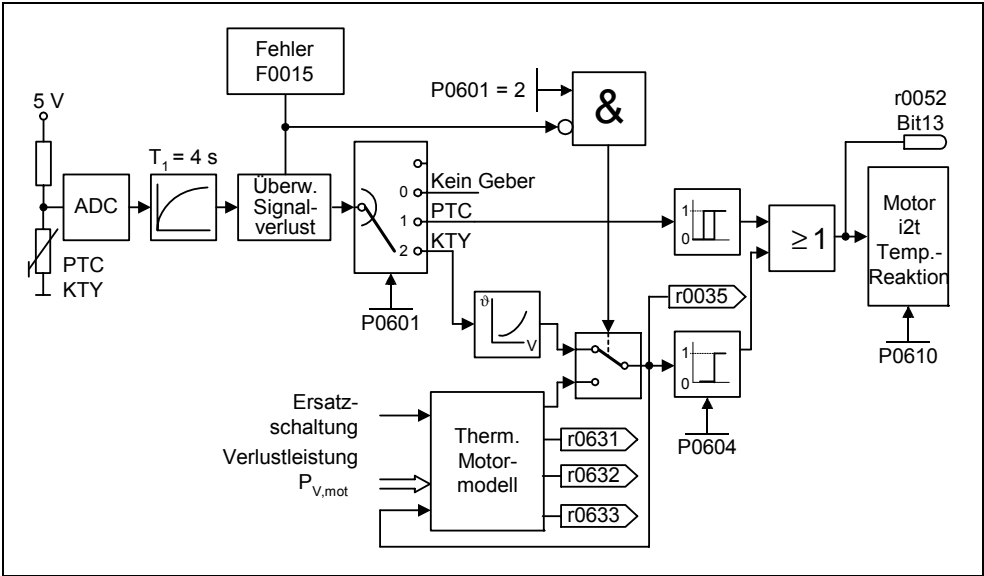 Fehler
F0015
P0601 = 2
&
r0052
Bit13
5 V
T1 = 4 s
ADC
Überw.
Signal-
verlust
0
Kein Geber
1
PTC
2
KTY
1
0
≥ 1
Motor
i2t
Temp.-
Reaktion
PTC
KTY
P0601
ϑ
V
r0035
1
0
P0610
P0604
Ersatz-
schaltung
Verlustleistung
PV,mot
Therm.
Motor-
modell
r0631
r0632
r0633